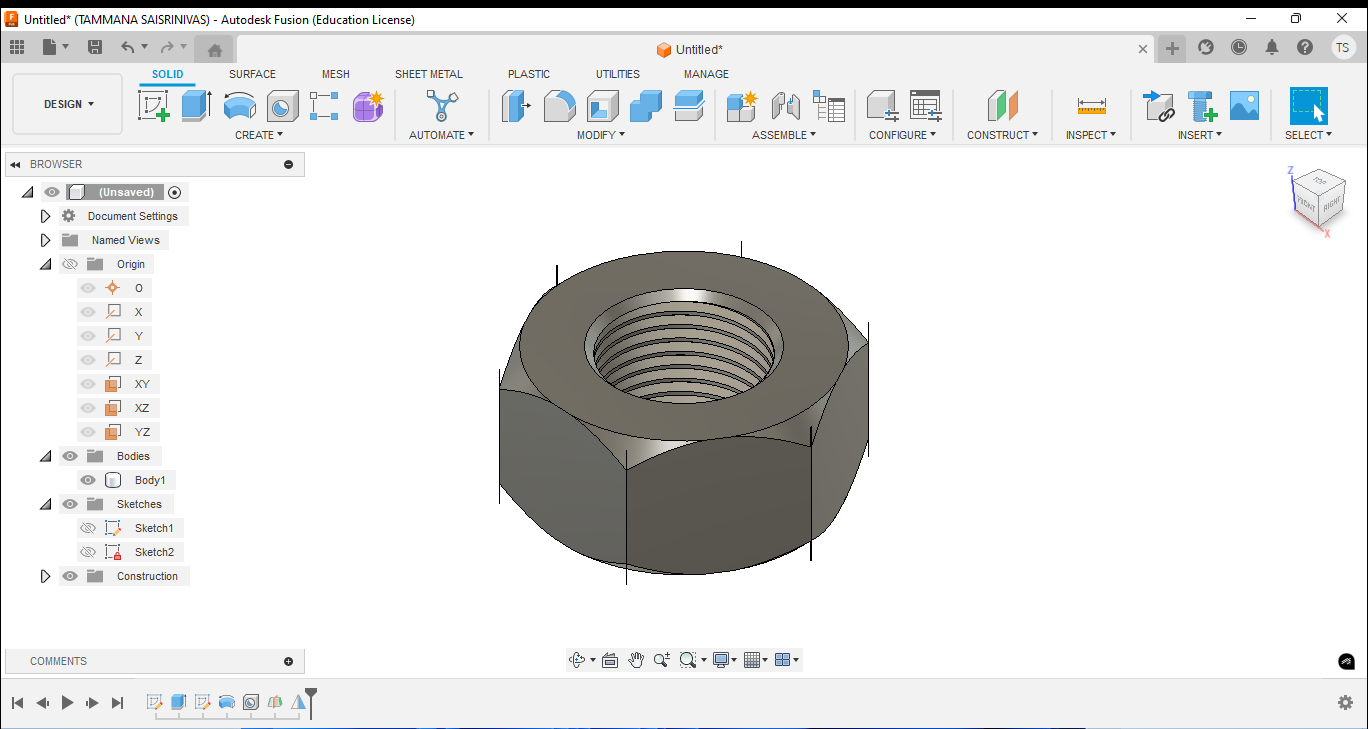 Untitled* (TAMMANA SAISRINIVAS) - Autodesk Fusion (Education License)
Untitled*
TS
DESIGN
SOLID SURFACE MESH SHEET METAL PLASTIC UTILITIES MANAGE
CREATE AUTOMATE MODIFY ASSEMBLE CONFIGURE CONSTRUCT INSPECT INSERT SELECT
BROWSER
(Unsaved)
Document Settings
Named Views
Origin
O
X
Y
Z
XY
XZ
YZ
Bodies
Body1
Sketches
Sketch1
Sketch2
Construction
Z
TOP
FRONT RIGHT
X
COMMENTS